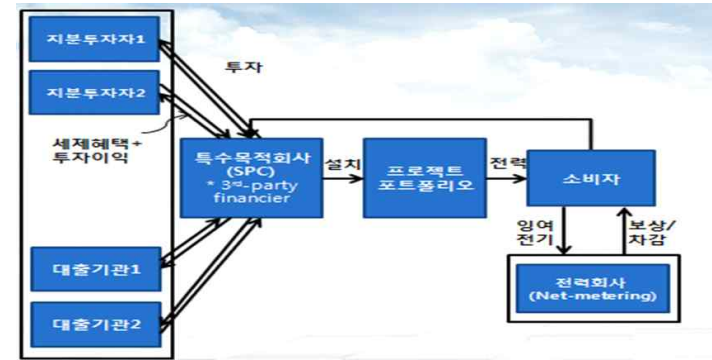 지분투자자1
투자
지분투자자2
세제혜택+
투자이익
특수목적회사
(SPC)
* 3rd-party
financier
설치
프로젝트
포트폴리오
전력
소비자
잉여
전기
보상/
차감
대출기관1
전력회사
(Net-metering)
대출기관2